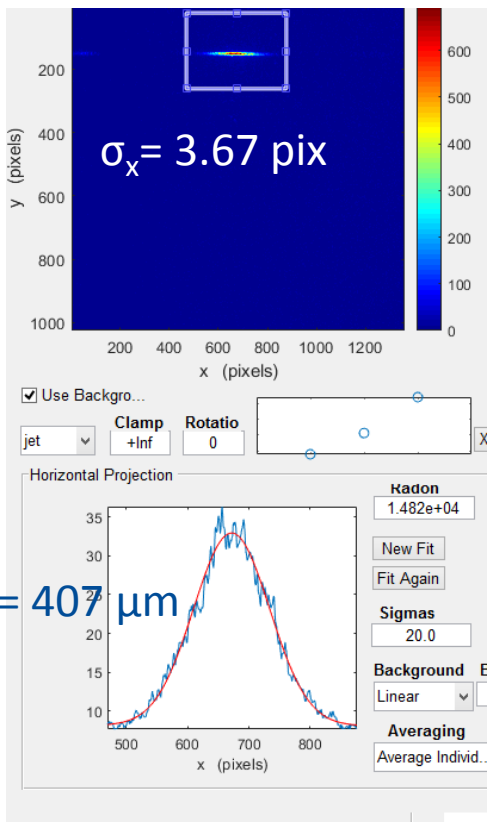 600
500
400
300
200
100
0
200
400
600
800
1000
y (pixels)
σx= 3.67 pix
200 400 600 800 1000 1200
x (pixels)
Use Backgro...
Clamp Rotatio
jet +Inf 0 X
Horizontal Projection
Radon
1.482e+04
New Fit
Fit Again
Sigmas
20.0
Background E
Linear
Averaging
Average Individ...
35
30
= 407 μm
20
15
10
500 600 700 800
x (pixels)